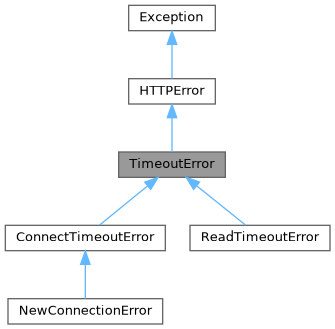 Exception
HTTPError
TimeoutError
ConnectTimeoutError
ReadTimeoutError
NewConnectionError